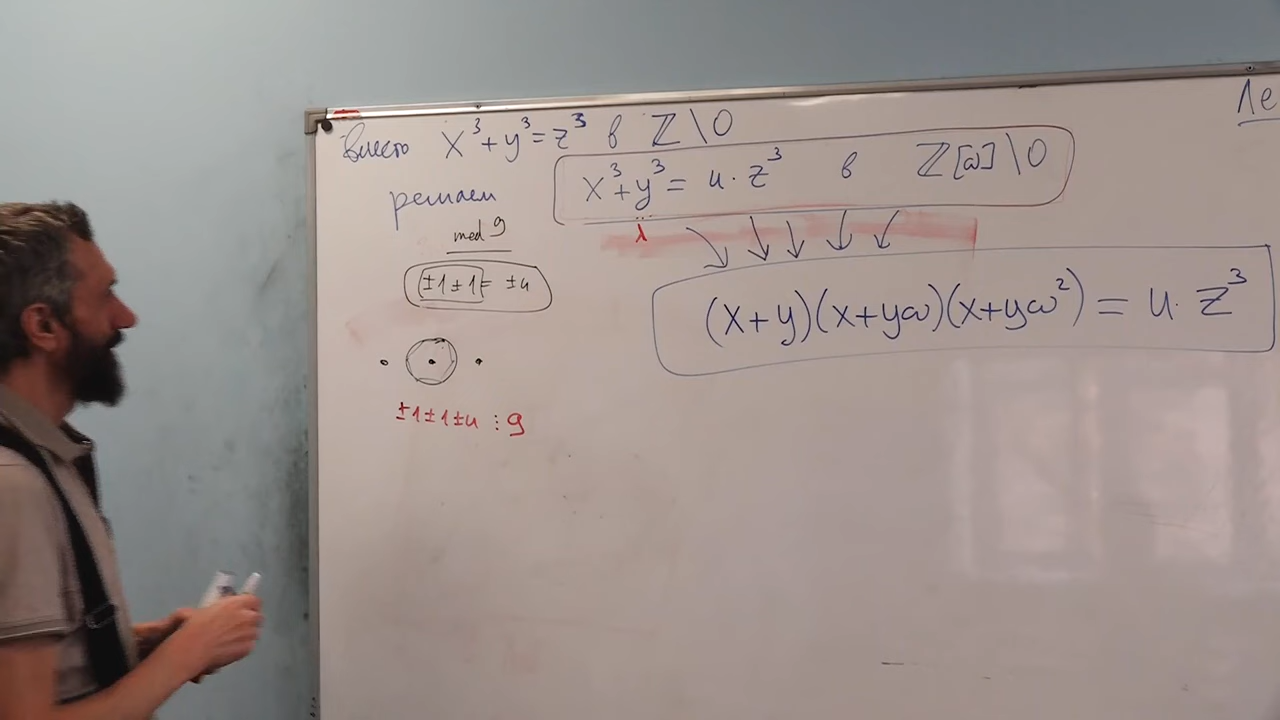 Вместо x³+y³=z³ в ℤ\0
решаем x³+y³= u·z³ в ℤ[ω]\0
λ
mod 9
±1±1= ±u
(x+y)(x+yω)(x+yω²) = u·z³
±1±1±u ⋮ 9
Ле